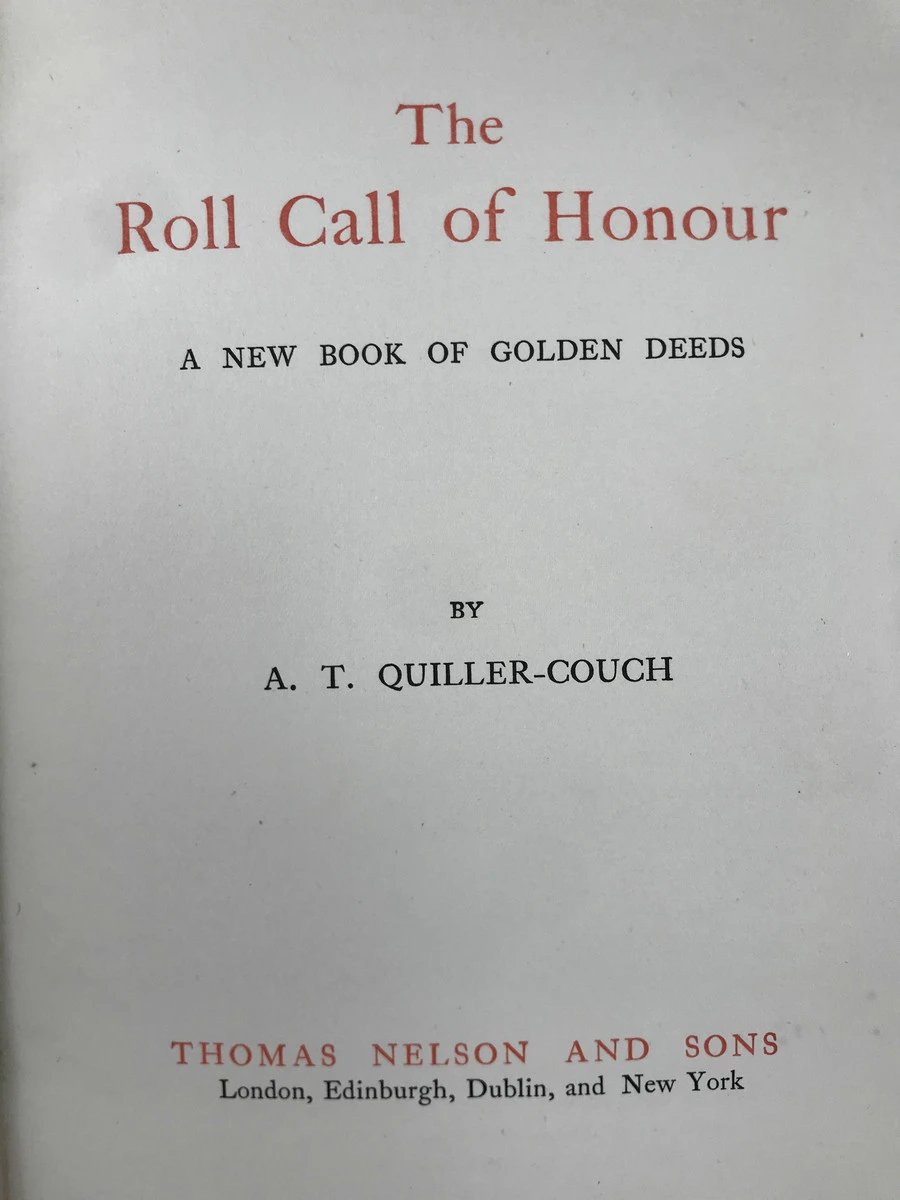 The
Roll Call of Honour
A NEW BOOK OF GOLDEN DEEDS
BY
A. T. QUILLER-COUCH
THOMAS NELSON AND SONS
London, Edinburgh, Dublin, and New York